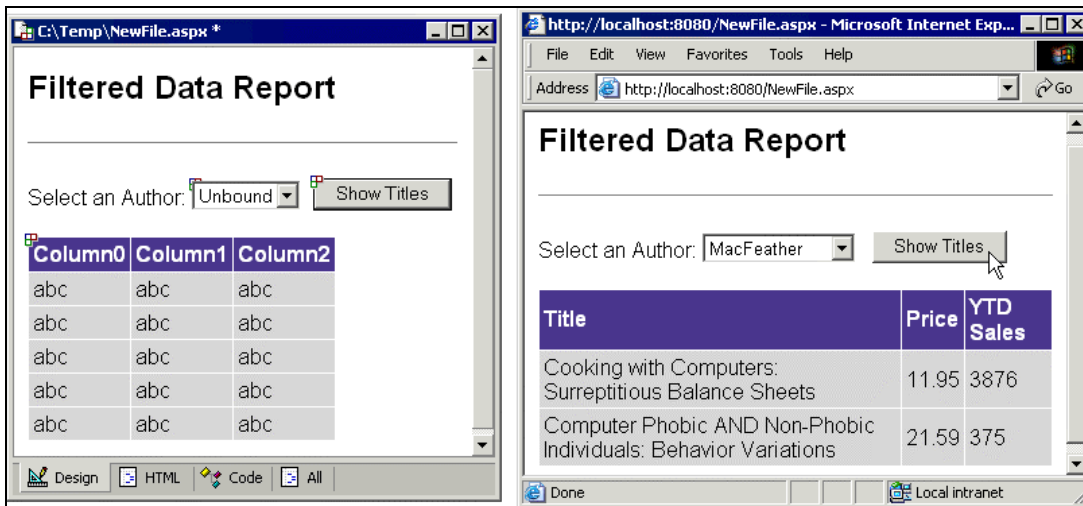 C:\Temp\NewFile.aspx *
Filtered Data Report
Select an Author: Unbound Show Titles
Column0 Column1 Column2
abc abc abc
abc abc abc
abc abc abc
abc abc abc
abc abc abc
Design HTML Code All
http://localhost:8080/NewFile.aspx - Microsoft Internet Exp...
File Edit View Favorites Tools Help
Address http://localhost:8080/NewFile.aspx Go
Filtered Data Report
Select an Author: MacFeather Show Titles
Title Price YTD
Sales
Cooking with Computers:
Surreptitious Balance Sheets 11.95 3876
Computer Phobic AND Non-Phobic
Individuals: Behavior Variations 21.59 375
Done Local intranet